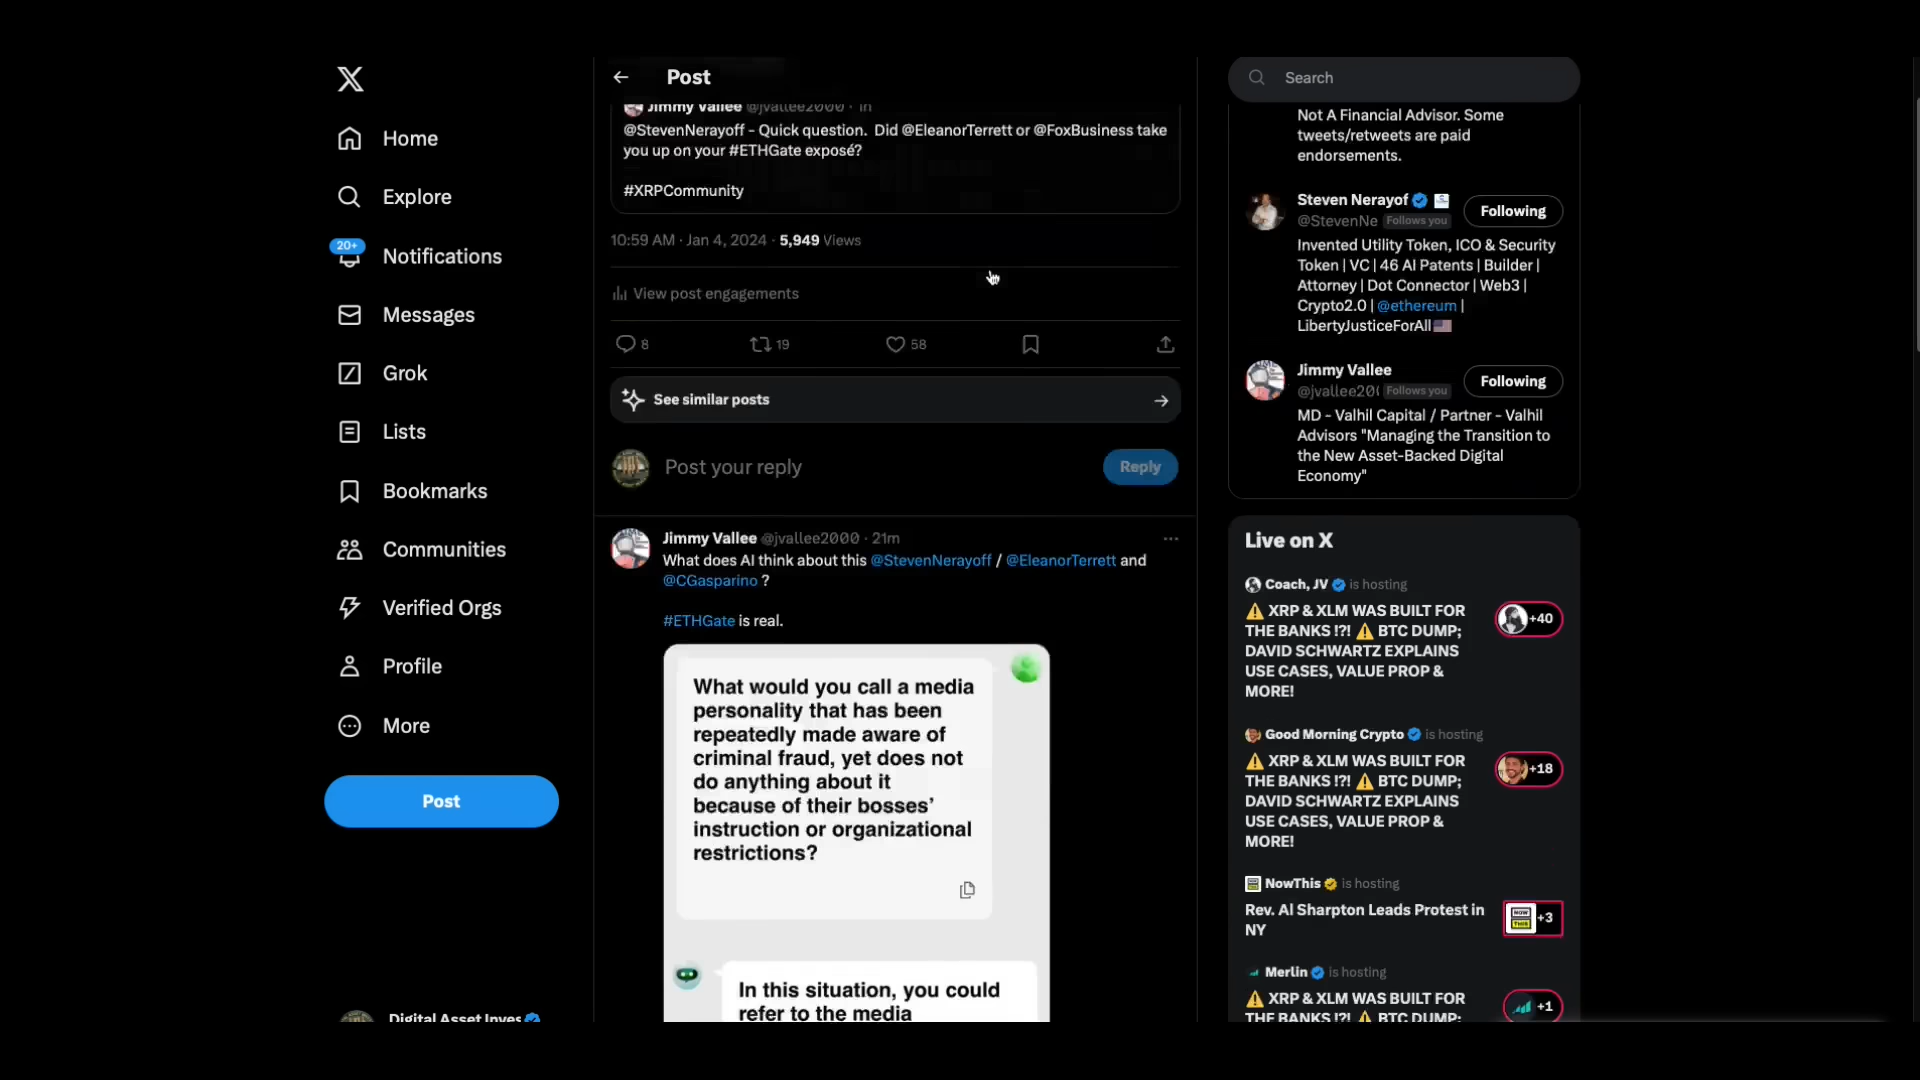 Home
Explore
20+
Notifications
Messages
Grok
Lists
Bookmarks
Communities
Verified Orgs
Profile
More
Post
Digital Asset Inves
Post
Jimmy Vallee @jvallee2000 · 1h
@StevenNerayoff - Quick question. Did @EleanorTerrett or @FoxBusiness take
you up on your #ETHGate exposé?
#XRPCommunity
10:59 AM · Jan 4, 2024 · 5,949 Views
View post engagements
8 19 58
See similar posts
Post your reply
Reply
Jimmy Vallee @jvallee2000 · 21m
What does AI think about this @StevenNerayoff / @EleanorTerrett and
@CGasparino ?
#ETHGate is real.
What would you call a media
personality that has been
repeatedly made aware of
criminal fraud, yet does not
do anything about it
because of their bosses’
instruction or organizational
restrictions?
In this situation, you could
refer to the media
Search
Not A Financial Advisor. Some
tweets/retweets are paid
endorsements.
Steven Nerayof
@StevenNe Follows you
Following
Invented Utility Token, ICO & Security
Token | VC | 46 AI Patents | Builder |
Attorney | Dot Connector | Web3 |
Crypto2.0 | @ethereum |
LibertyJusticeForAll
Jimmy Vallee
@jvallee20 Follows you
Following
MD - Valhil Capital / Partner - Valhil
Advisors "Managing the Transition to
the New Asset-Backed Digital
Economy"
Live on X
Coach, JV is hosting
XRP & XLM WAS BUILT FOR
THE BANKS !?! BTC DUMP;
DAVID SCHWARTZ EXPLAINS
USE CASES, VALUE PROP &
MORE!
+40
Good Morning Crypto is hosting
XRP & XLM WAS BUILT FOR
THE BANKS !?! BTC DUMP;
DAVID SCHWARTZ EXPLAINS
USE CASES, VALUE PROP &
MORE!
+18
NowThis is hosting
Rev. Al Sharpton Leads Protest in
NY
NOW
THIS
+3
Merlin is hosting
XRP & XLM WAS BUILT FOR
THE BANKS !?! BTC DUMP;
+1